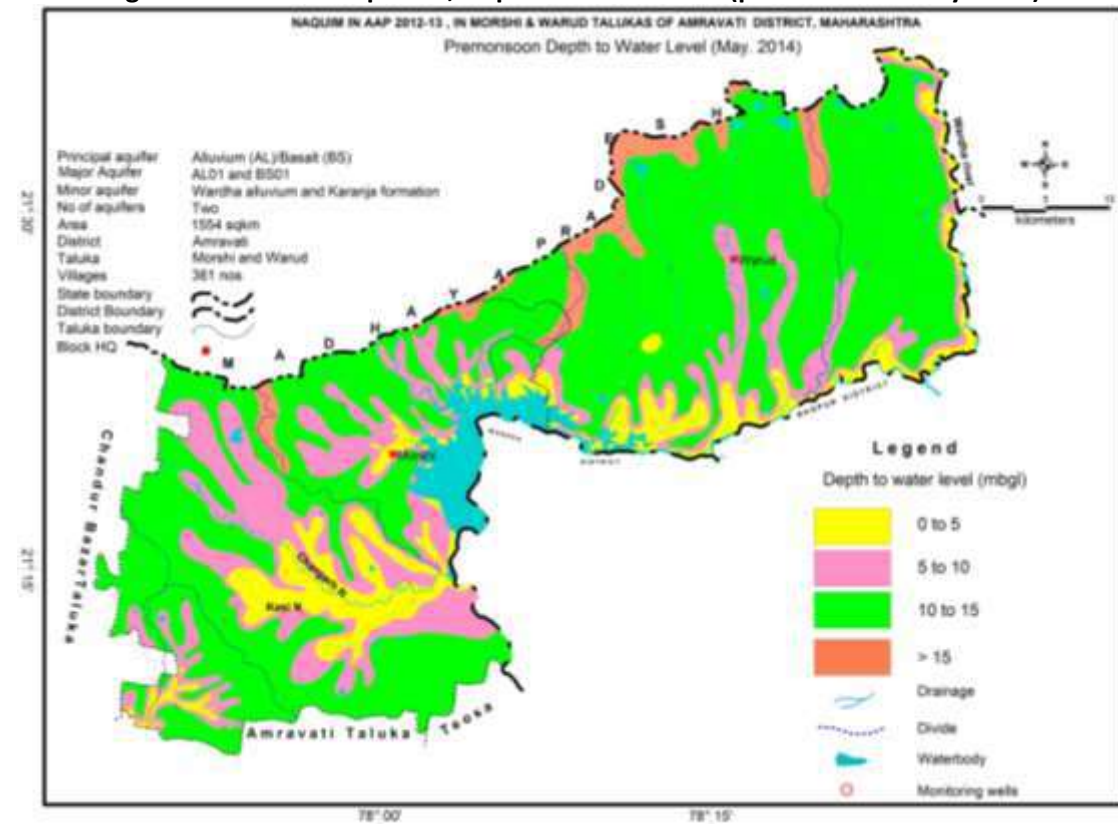 NAQUIM IN AAP 2012-13 , IN MORSHI & WARUD TALUKAS OF AMRAVATI DISTRICT, MAHARASHTRA
Premonsoon Depth to Water Level (May. 2014)
Principal aquifer Alluvium (AL)/Basalt (BS)
Major Aquifer AL01 and BS01
Minor aquifer Wardha alluvium and Karanja formation
No of aquifers Two
Area 1554 sqkm
District Amravati
Taluka Morshi and Warud
Villages 361 nos
State boundary
District Boundary
Taluka boundary
Block HQ
M A D H A Y A P R A D E S H
Wardha river
kilometers
21° 30'
21° 15'
Warud
Morshi
Chandur Bazar Taluka
NAGPUR DISTRICT
Amravati Taluka
Teosa
Legend
Depth to water level (mbgl)
0 to 5
5 to 10
10 to 15
> 15
Drainage
Divide
Waterbody
Monitoring wells
78° 00'
78° 15'